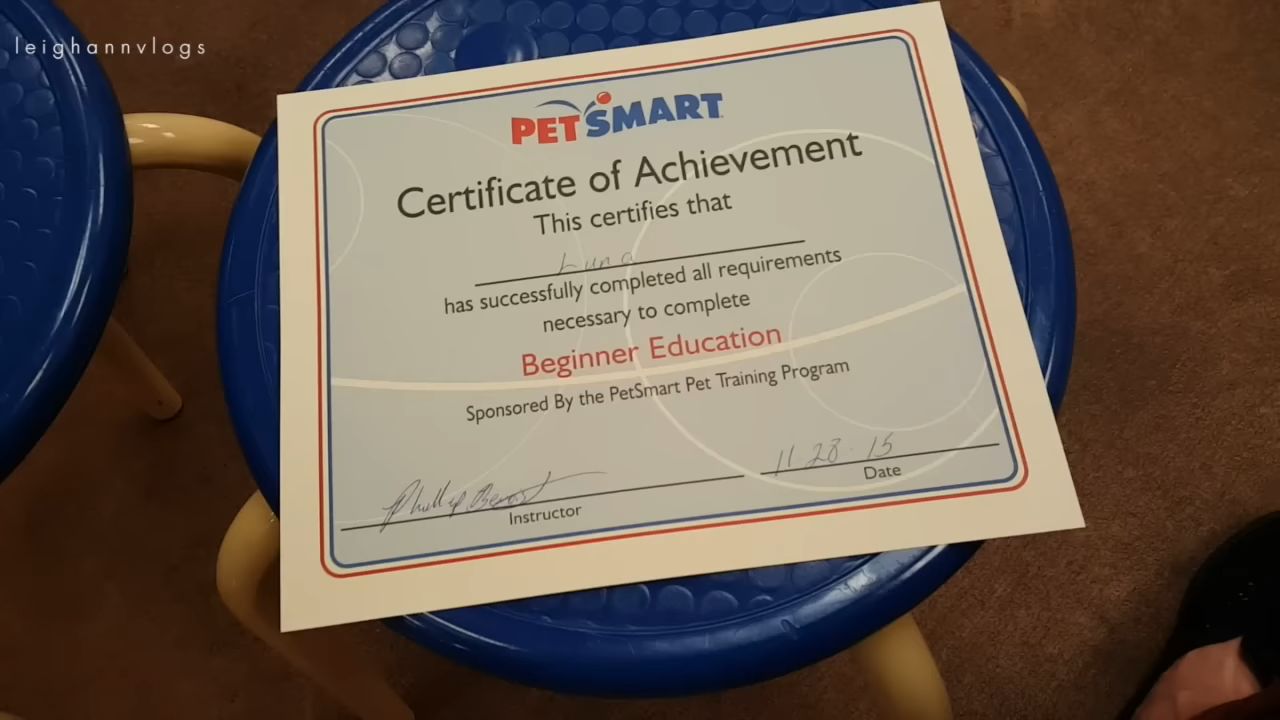 leighannvlogs
PETSMART
Certificate of Achievement
This certifies that
Luna
has successfully completed all requirements
necessary to complete
Beginner Education
Sponsored By the PetSmart Pet Training Program
Phillip
11 28 15
Instructor
Date